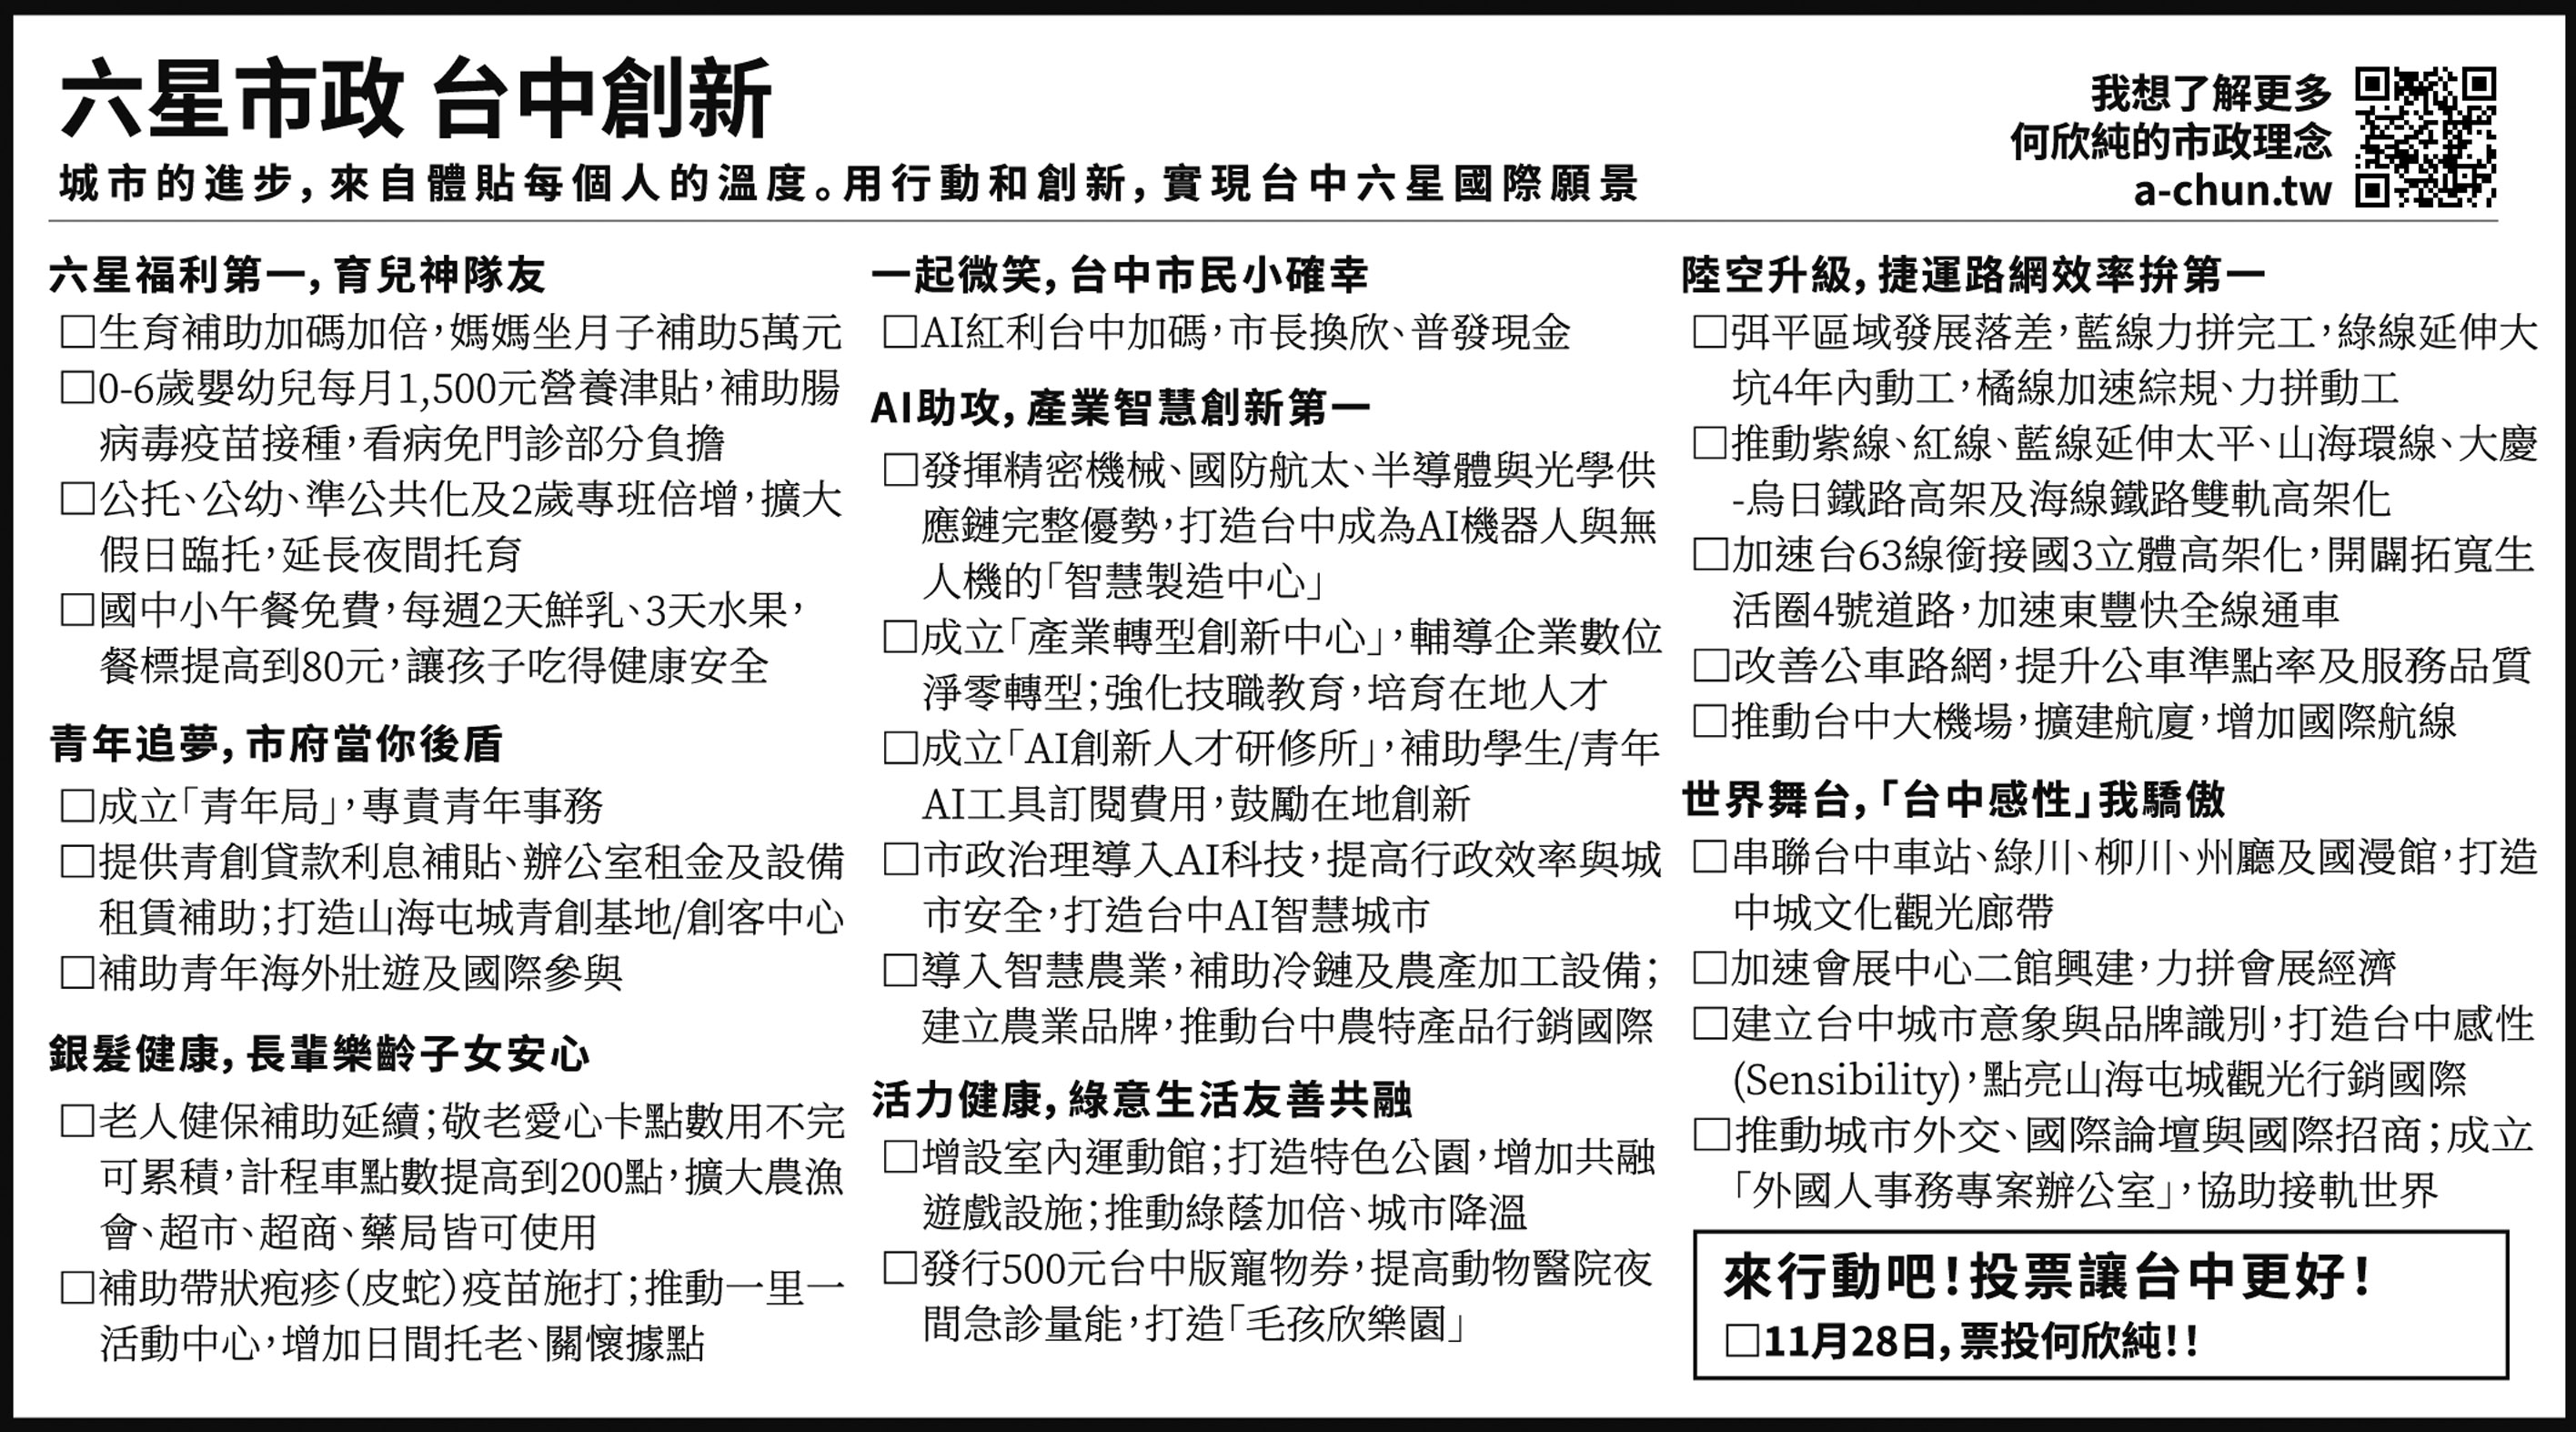 六星市政 台中創新
城市的進步，來自體貼每個人的溫度。用行動和創新，實現台中六星國際願景
我想了解更多
何欣純的市政理念
a-chun.tw
六星福利第一，育兒神隊友
□生育補助加碼加倍，媽媽坐月子補助5萬元
□0-6歲嬰幼兒每月1,500元營養津貼，補助腸
病毒疫苗接種，看病免門診部分負擔
□公托、公幼、準公共化及2歲專班倍增，擴大
假日臨托，延長夜間托育
□國中小午餐免費，每週2天鮮乳、3天水果，
餐標提高到80元，讓孩子吃得健康安全
青年追夢，市府當你後盾
□成立「青年局」，專責青年事務
□提供青創貸款利息補貼、辦公室租金及設備
租賃補助；打造山海屯城青創基地/創客中心
□補助青年海外壯遊及國際參與
銀髮健康，長輩樂齡子女安心
□老人健保補助延續；敬老愛心卡點數用不完
可累積，計程車點數提高到200點，擴大農漁
會、超市、超商、藥局皆可使用
□補助帶狀疱疹（皮蛇）疫苗施打；推動一里一
活動中心，增加日間托老、關懷據點
一起微笑，台中市民小確幸
□AI紅利台中加碼，市長換欣、普發現金
AI助攻，產業智慧創新第一
□發揮精密機械、國防航太、半導體與光學供
應鏈完整優勢，打造台中成為AI機器人與無
人機的「智慧製造中心」
□成立「產業轉型創新中心」，輔導企業數位
淨零轉型；強化技職教育，培育在地人才
□成立「AI創新人才研修所」，補助學生/青年
AI工具訂閱費用，鼓勵在地創新
□市政治理導入AI科技，提高行政效率與城
市安全，打造台中AI智慧城市
□導入智慧農業，補助冷鏈及農產加工設備；
建立農業品牌，推動台中農特產品行銷國際
活力健康，綠意生活友善共融
□增設室內運動館；打造特色公園，增加共融
遊戲設施；推動綠蔭加倍、城市降溫
□發行500元台中版寵物券，提高動物醫院夜
間急診量能，打造「毛孩欣樂園」
陸空升級，捷運路網效率拚第一
□弭平區域發展落差，藍線力拼完工，綠線延伸大
坑4年內動工，橘線加速綜規、力拼動工
□推動紫線、紅線、藍線延伸太平、山海環線、大慶
-烏日鐵路高架及海線鐵路雙軌高架化
□加速台63線銜接國3立體高架化，開闢拓寬生
活圈4號道路，加速東豐快全線通車
□改善公車路網，提升公車準點率及服務品質
□推動台中大機場，擴建航廈，增加國際航線
世界舞台，「台中感性」我驕傲
□串聯台中車站、綠川、柳川、州廳及國漫館，打造
中城文化觀光廊帶
□加速會展中心二館興建，力拼會展經濟
□建立台中城市意象與品牌識別，打造台中感性
(Sensibility)，點亮山海屯城觀光行銷國際
□推動城市外交、國際論壇與國際招商；成立
「外國人事務專案辦公室」，協助接軌世界
來行動吧！投票讓台中更好！
□11月28日，票投何欣純！！